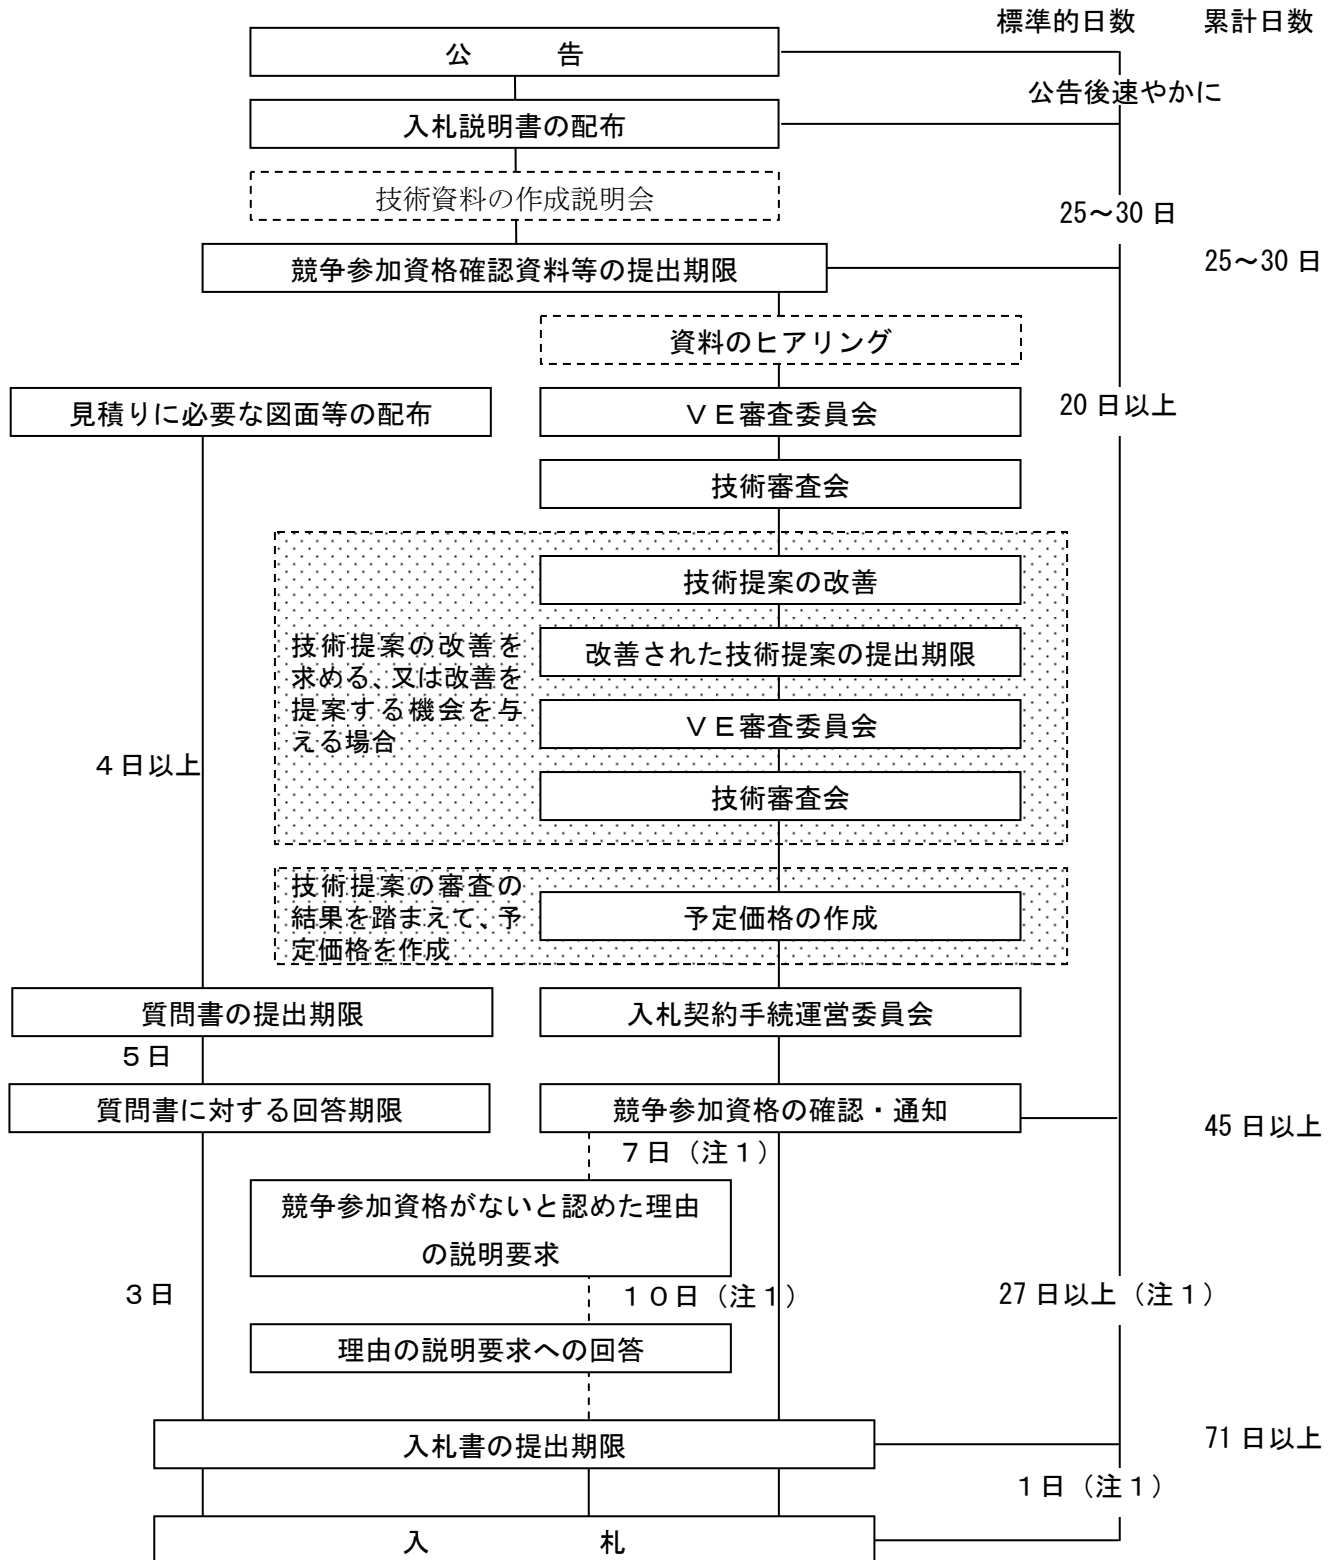 標準的日数　累計日数
公　　　告
公告後速やかに
入札説明書の配布
技術資料の作成説明会
25～30 日
競争参加資格確認資料等の提出期限
25～30 日
資料のヒアリング
見積りに必要な図面等の配布
ＶＥ審査委員会
20 日以上
技術審査会
技術提案の改善
技術提案の改善を
求める、又は改善を
提案する機会を与
える場合
改善された技術提案の提出期限
ＶＥ審査委員会
４日以上
技術審査会
技術提案の審査の
結果を踏まえて、予
定価格を作成
予定価格の作成
質問書の提出期限
入札契約手続運営委員会
５日
質問書に対する回答期限
競争参加資格の確認・通知
45 日以上
７日（注１）
競争参加資格がないと認めた理由
の説明要求
３日
１０日（注１）
27 日以上（注１）
理由の説明要求への回答
入札書の提出期限
71 日以上
１日（注１）
入　　　札